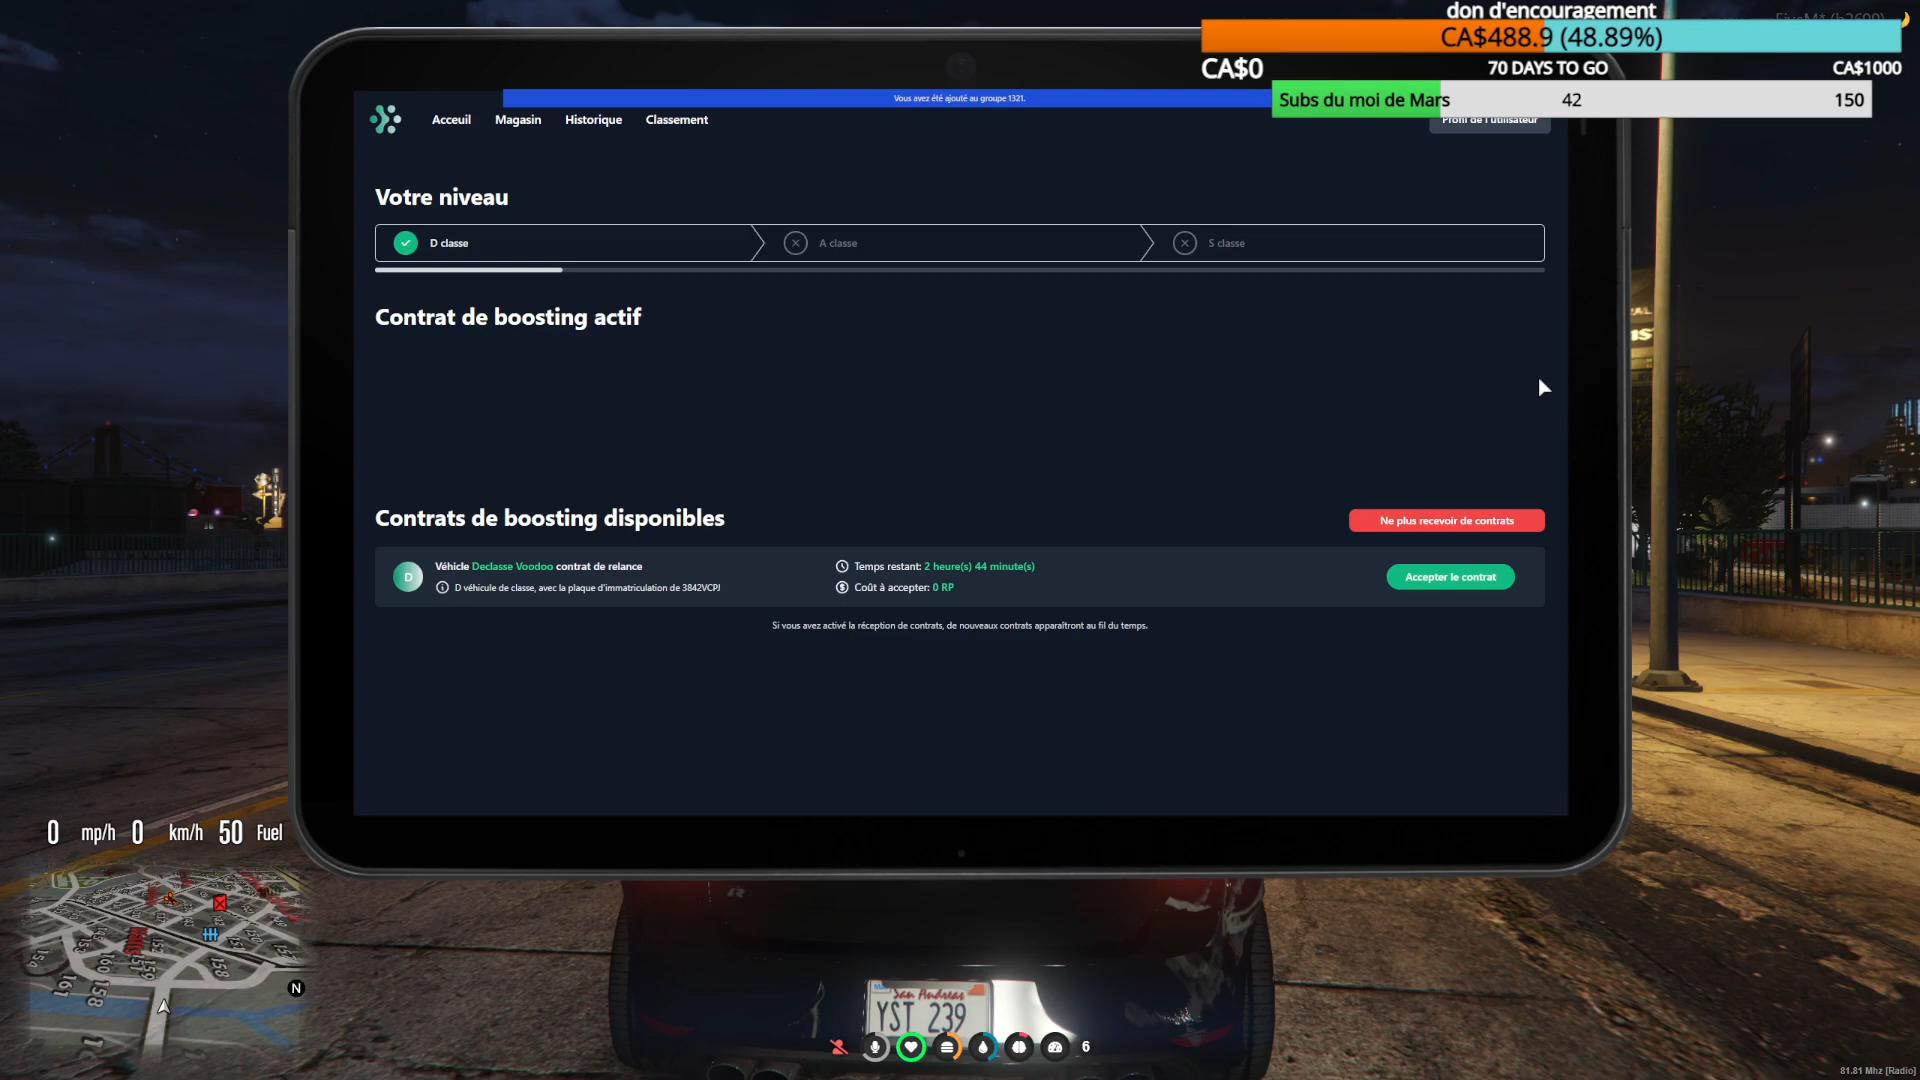 don d'encouragement
CA$488.9 (48.89%)
CA$0
70 DAYS TO GO
CA$1000
Subs du moi de Mars
42
150
Vous avez été ajouté au groupe 1321.
Acceuil
Magasin
Historique
Classement
Profil de l'utilisateur
Votre niveau
D classe
A classe
S classe
Contrat de boosting actif
Contrats de boosting disponibles
Ne plus recevoir de contrats
D
Véhicle Declasse Voodoo contrat de relance
D véhicule de classe, avec la plaque d'immatriculation de 3842VCPJ
Temps restant: 2 heure(s) 44 minute(s)
Coût à accepter: 0 RP
Accepter le contrat
Si vous avez activé la réception de contrats, de nouveaux contrats apparaîtront au fil du temps.
0 mp/h 0 km/h 50 Fuel
N
161
158
San Andreas
YST 239
6
81.81 Mhz [Radio]